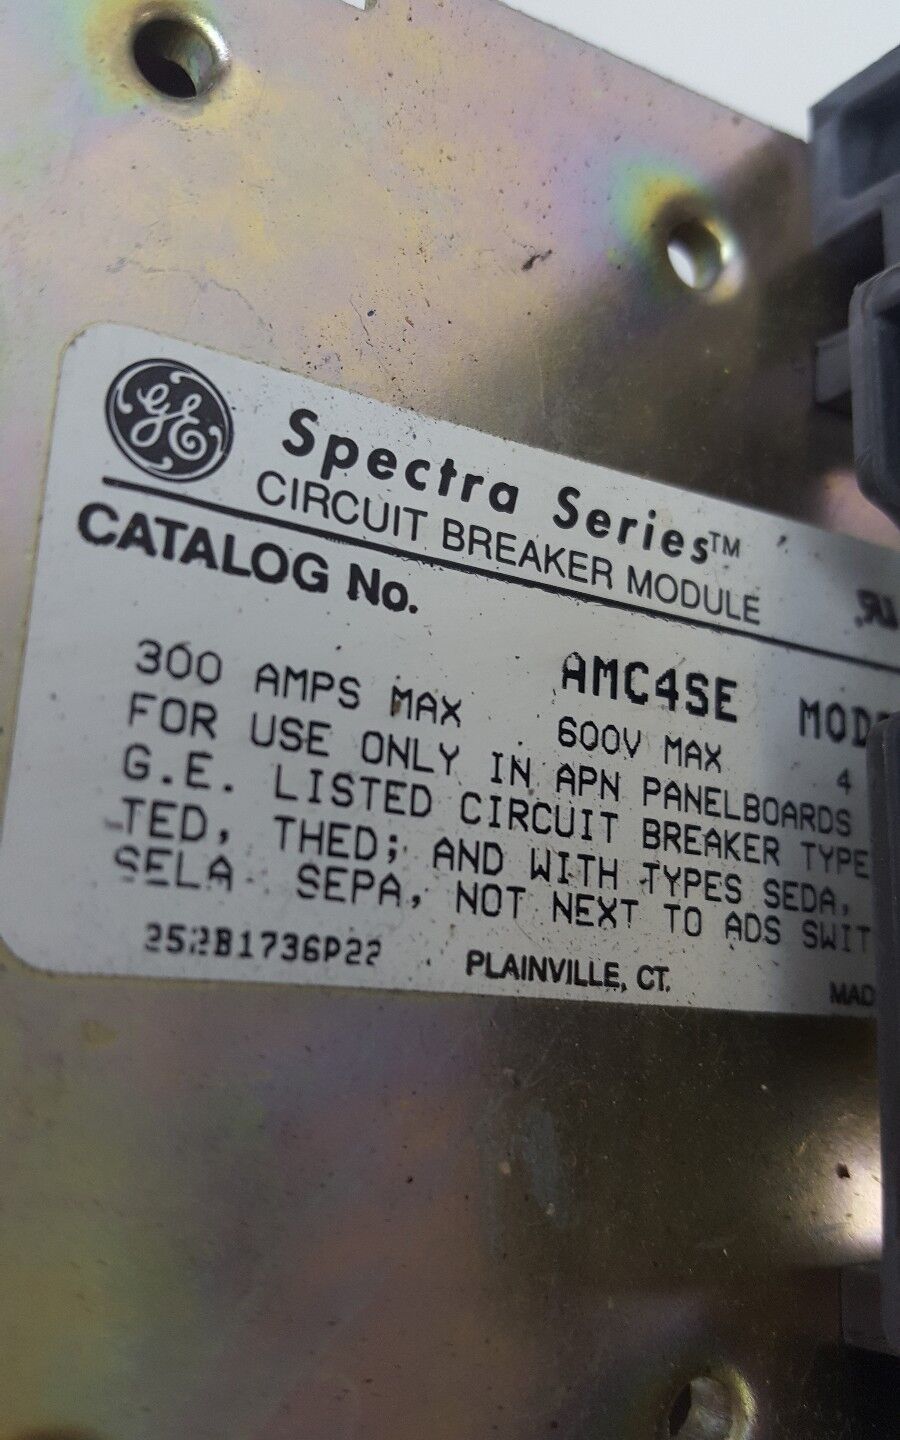 GE Spectra Series™
CIRCUIT BREAKER MODULE
CATALOG No.
AMC4SE
300 AMPS MAX 600V MAX 4
FOR USE ONLY IN APN PANELBOARDS
G.E. LISTED CIRCUIT BREAKER TYPE
TED, THED; AND WITH TYPES SEDA,
SELA SEPA, NOT NEXT TO ADS SWIT
252B1736P22 PLAINVILLE, CT.